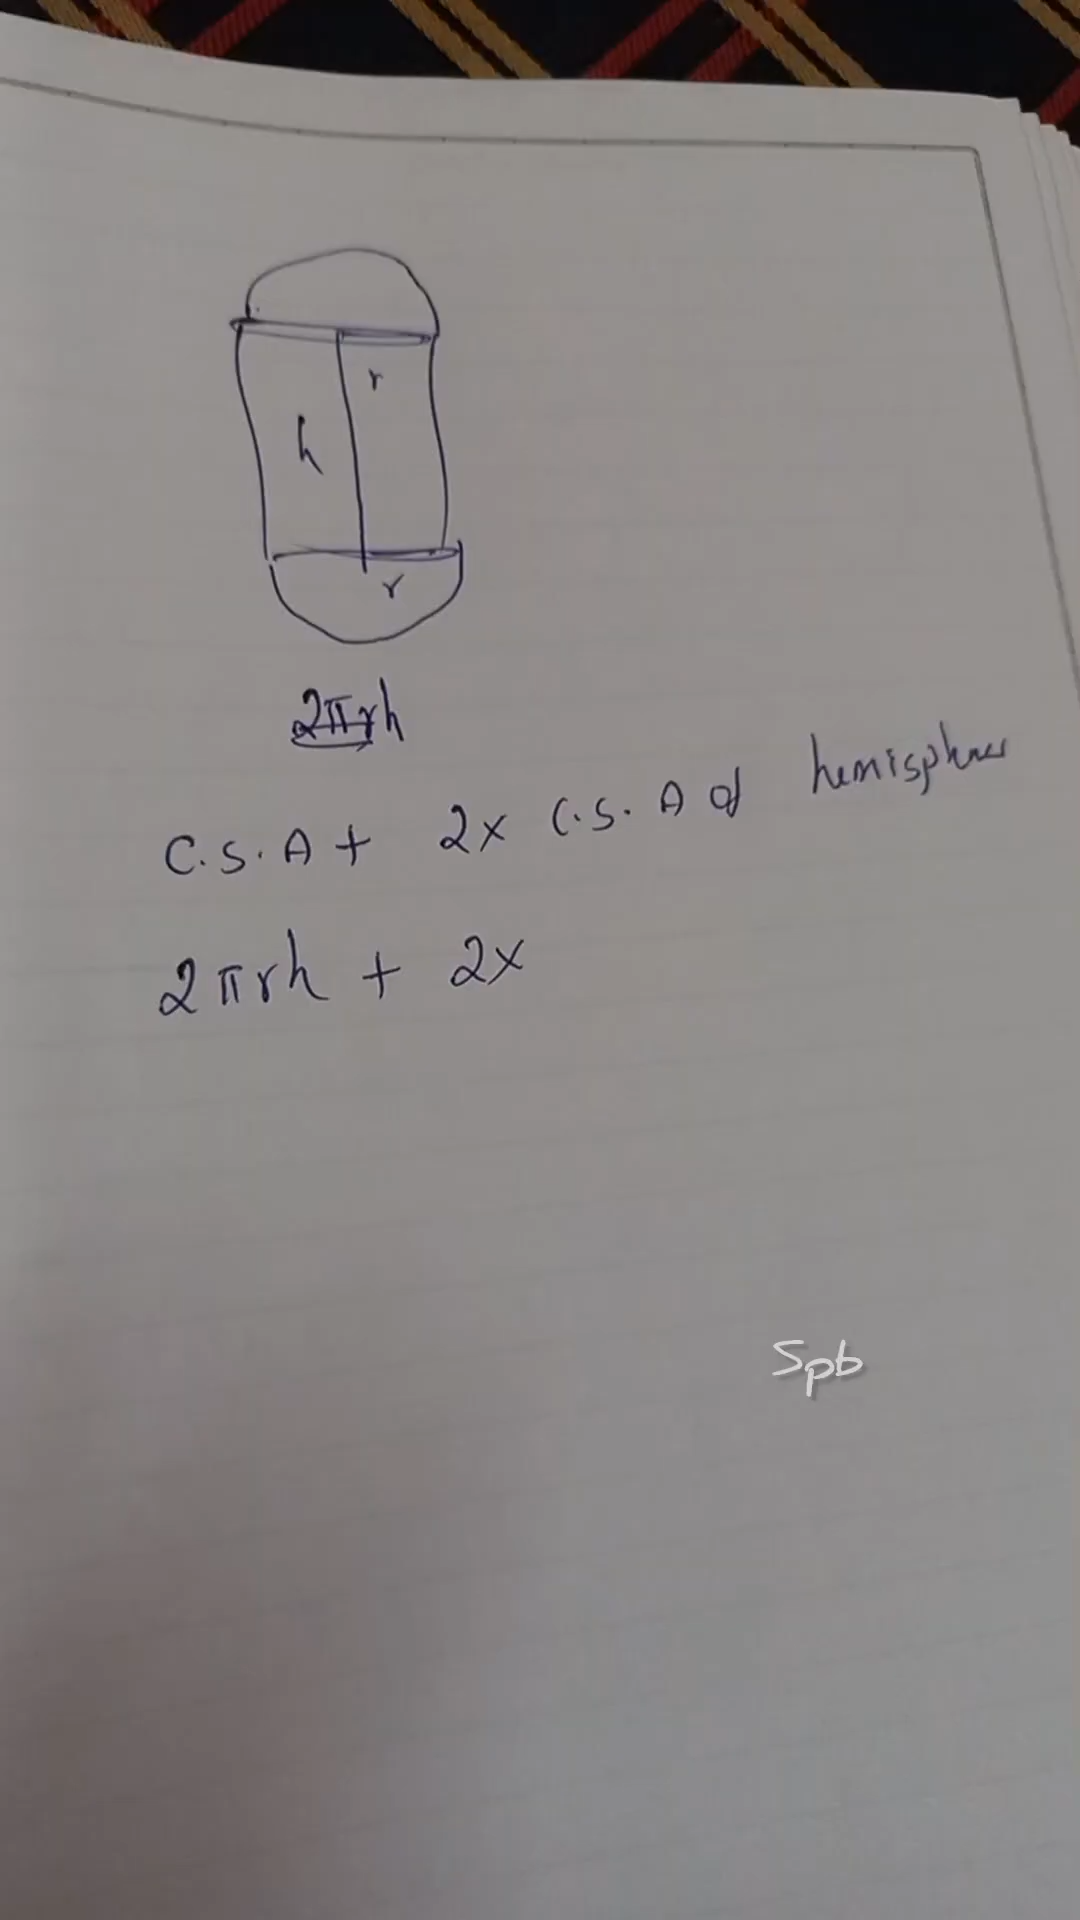 r
h
r
2πrh
C.S.A + 2x C.S.A of hemisphere
2πrh + 2x
Spb